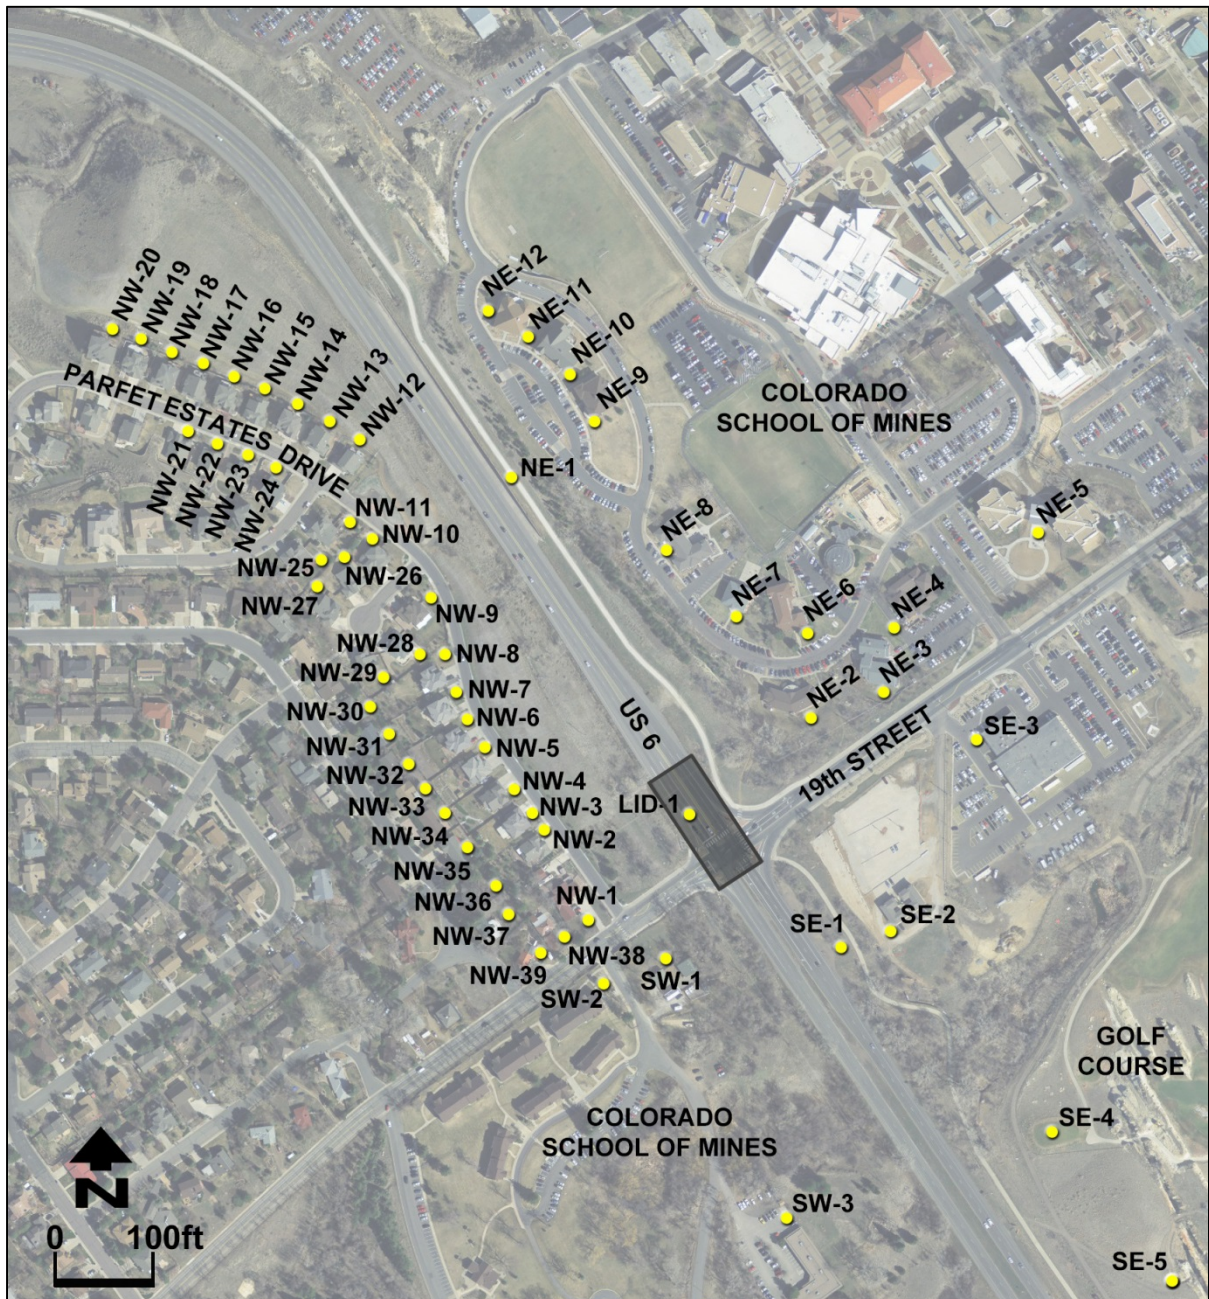 NW-20
NW-19
NW-18
NW-17
NW-16
NW-15
NW-14
NW-13
NW-12
NE-12
NE-11
NE-10
NE-9
PARFET ESTATES DRIVE
COLORADO
SCHOOL OF MINES
NW-21
NW-22
NW-23
NW-24
NE-1
NW-11
NW-10
NE-8
NE-5
NW-25
NW-26
NW-27
NE-7
NE-6
NE-4
NW-9
NW-28
NW-8
NW-29
NW-7
NE-2
NE-3
NW-30
NW-6
US 6
NW-31
NW-5
SE-3
19th STREET
NW-32
NW-4
NW-33
NW-3
LID-1
NW-34
NW-2
NW-35
NW-36
NW-1
NW-37
SE-1
SE-2
NW-38
NW-39
SW-1
SW-2
GOLF
COURSE
COLORADO
SCHOOL OF MINES
SE-4
N
SW-3
0 100ft
SE-5